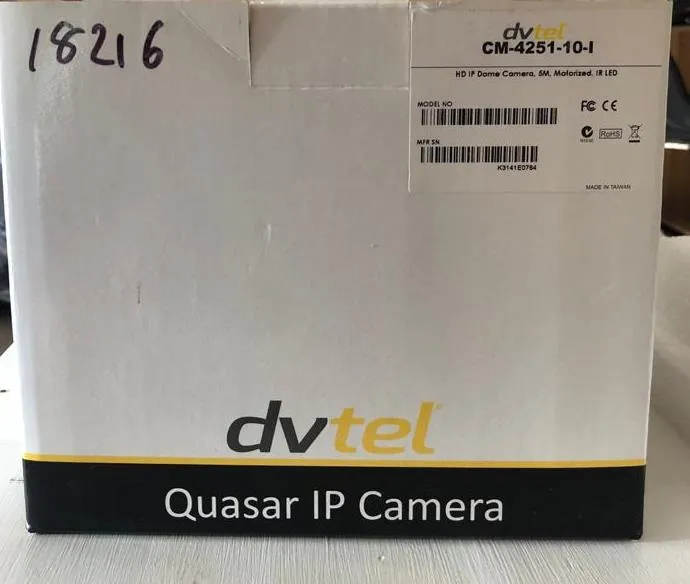 18216
dvtel
CM-4251-10-I
HD IP Dome Camera, 5M, Motorized, IR LED
MODEL NO
FC CE
RoHS
MFR SN
K3141E0764
MADE IN TAIWAN
dvtel
Quasar IP Camera